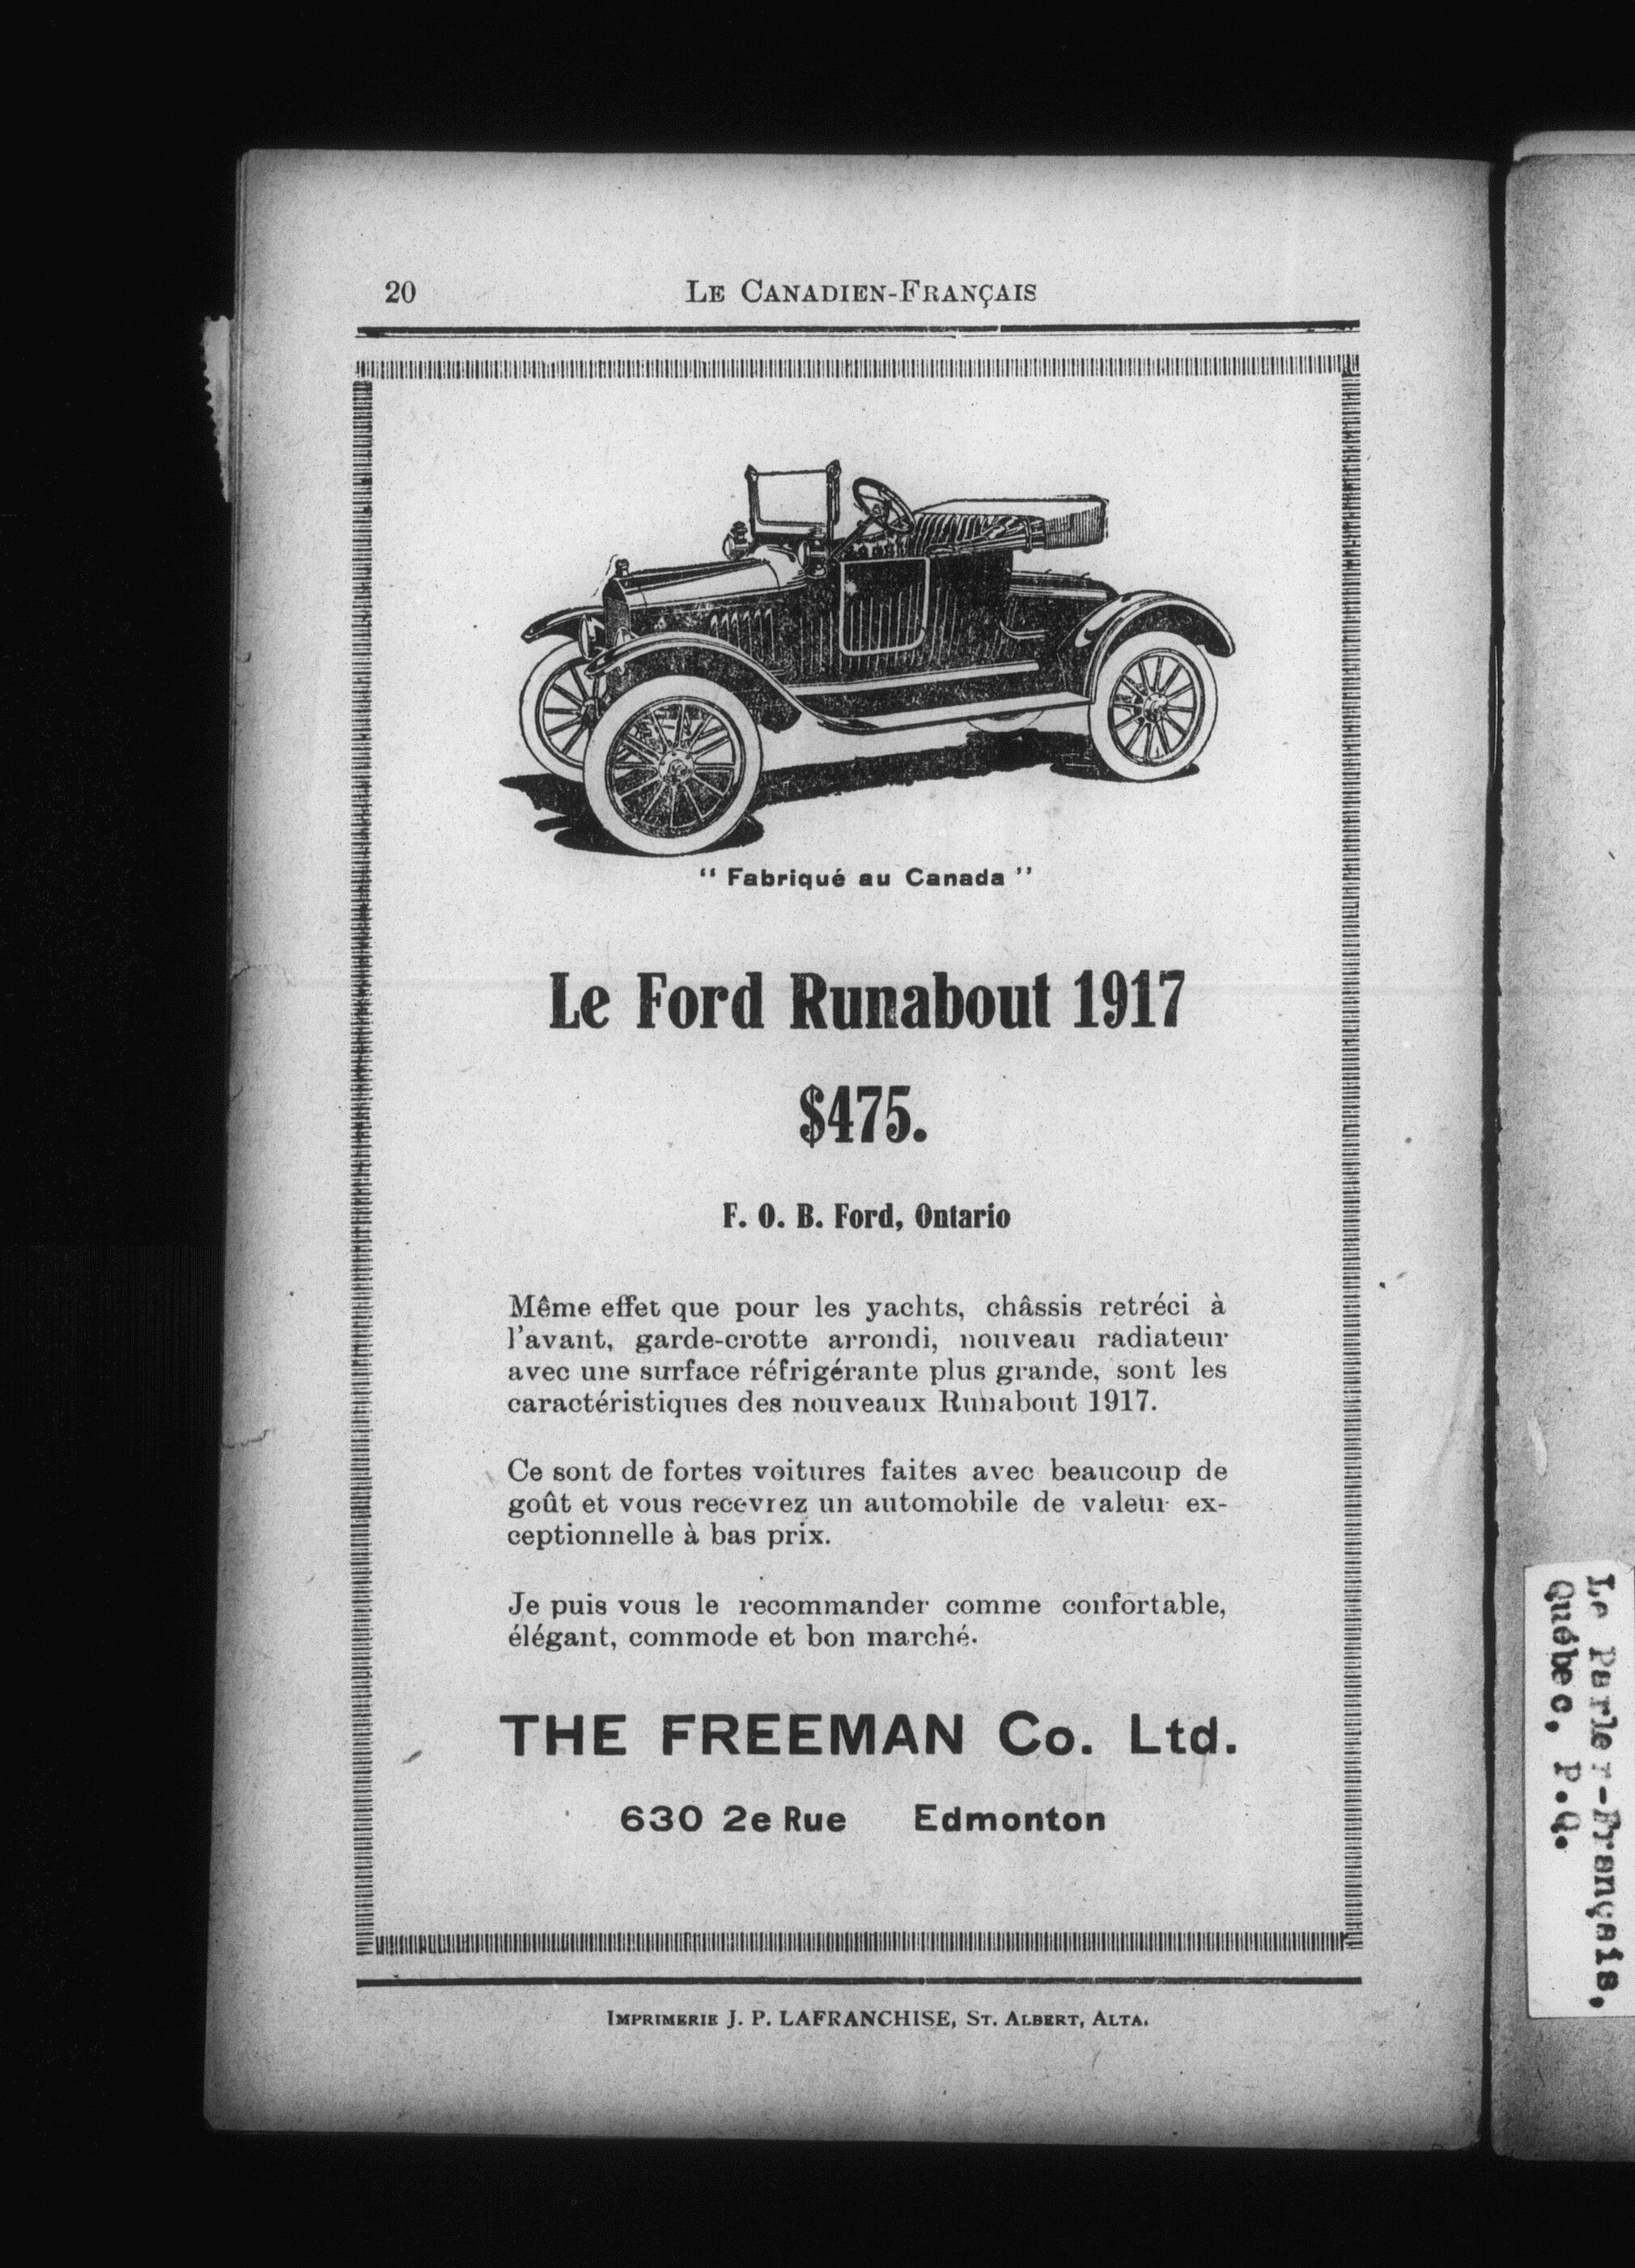 20
LE CANADIEN-FRANÇAIS
“ Fabriqué au Canada ”
Le Ford Runabout 1917
$475.
F. O. B. Ford, Ontario
Même effet que pour les yachts, châssis retréci à
l'avant, garde-crotte arrondi, nouveau radiateur
avec une surface réfrigérante plus grande, sont les
caractéristiques des nouveaux Runabout 1917.
Ce sont de fortes voitures faites avec beaucoup de
goût et vous recevrez un automobile de valeur ex-
ceptionnelle à bas prix.
Je puis vous le recommander comme confortable,
élégant, commode et bon marché.
THE FREEMAN Co. Ltd.
630 2e Rue Edmonton
IMPRIMERIE J. P. LAFRANCHISE, ST. ALBERT, ALTA.
Le Parler-Français,
Québec, P.Q.